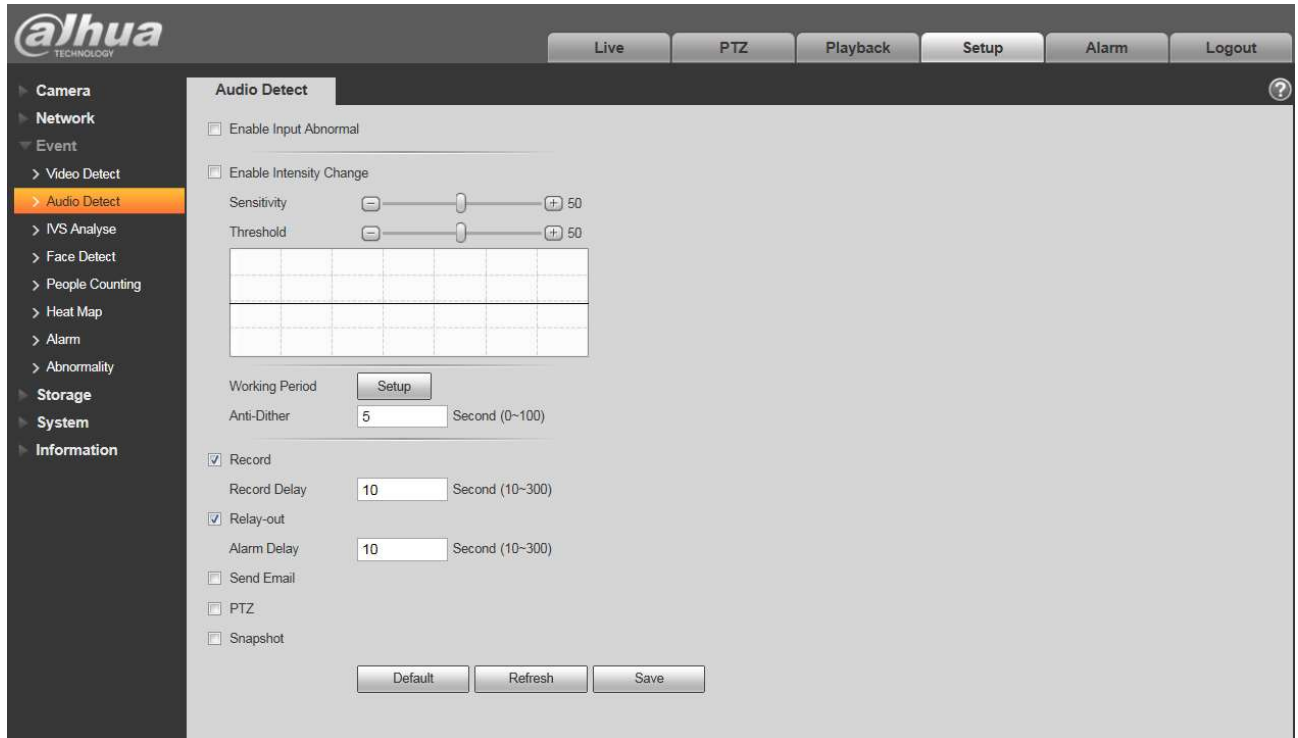 alhua
TECHNOLOGY
Live PTZ Playback Setup Alarm Logout
Camera
Network
Event
Video Detect
Audio Detect
IVS Analyse
Face Detect
People Counting
Heat Map
Alarm
Abnormality
Storage
System
Information
Audio Detect
?
Enable Input Abnormal
Enable Intensity Change
Sensitivity 50
Threshold 50
Working Period Setup
Anti-Dither 5 Second (0~100)
Record
Record Delay 10 Second (10~300)
Relay-out
Alarm Delay 10 Second (10~300)
Send Email
PTZ
Snapshot
Default Refresh Save